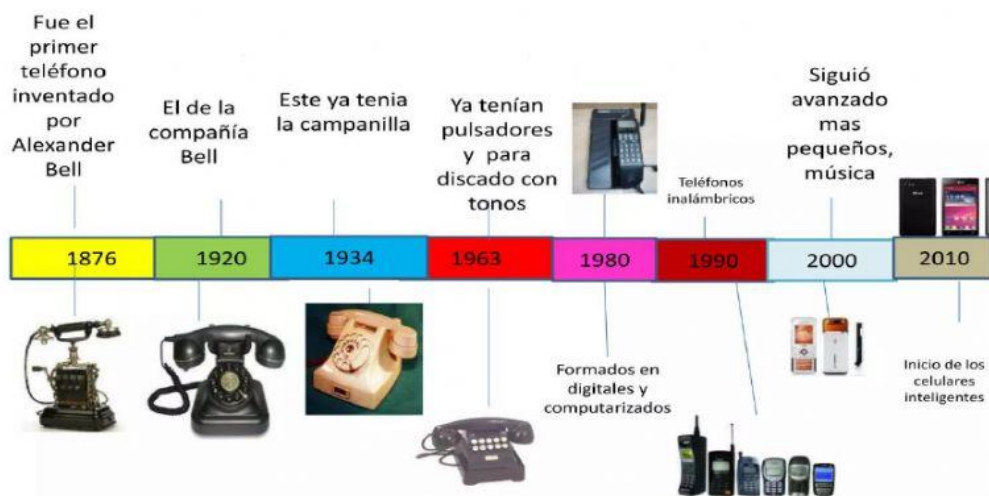 Fue el
primer
teléfono
inventado
por
Alexander
Bell
El de la
compañía
Bell
Este ya tenia
la campanilla
Ya tenían
pulsadores
y para
discado con
tonos
Teléfonos
inalámbricos
Siguió
avanzado
mas
pequeños,
música
1876
1920
1934
1963
1980
1990
2000
2010
Formados en
digitales y
computarizados
Inicio de los
celulares
inteligentes